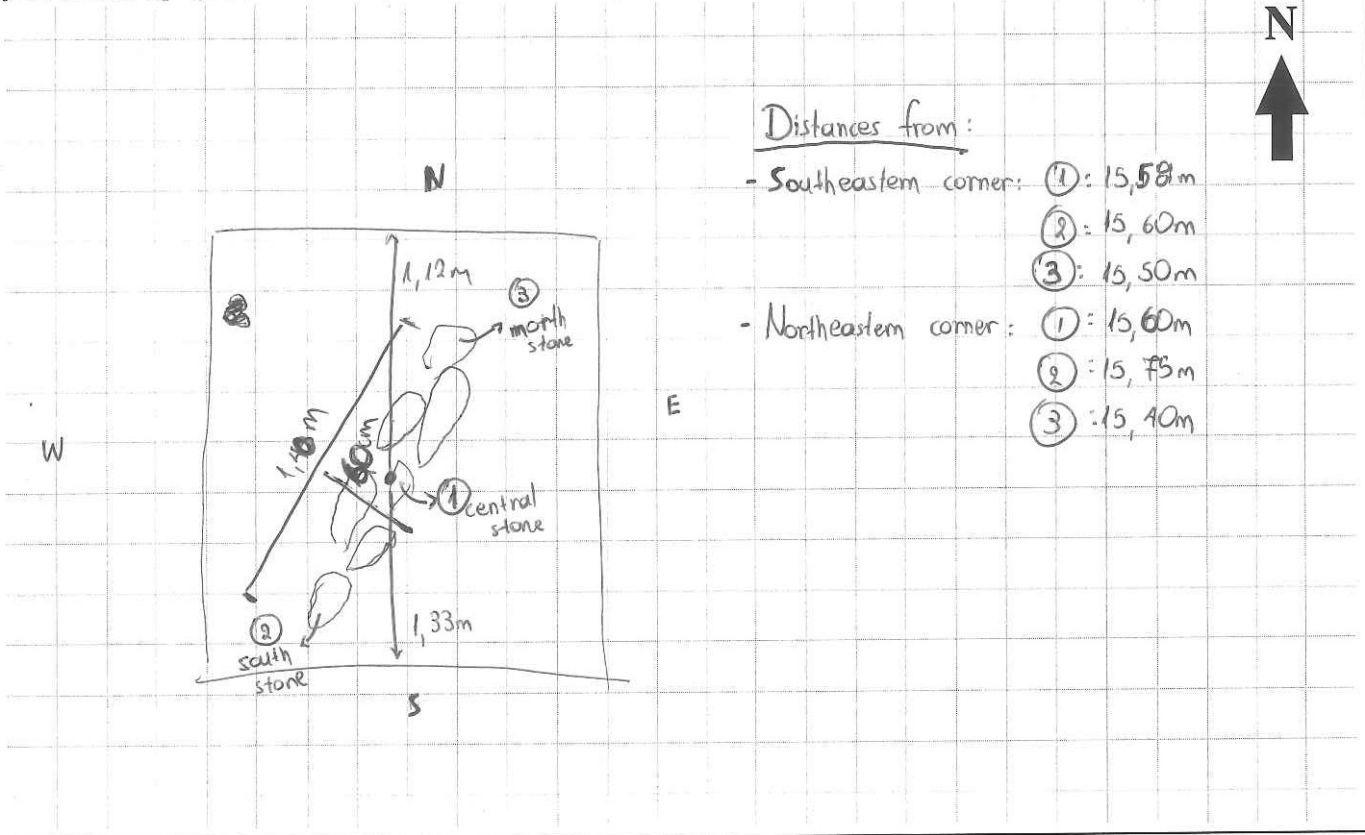 N
Distances from:
- Southeastern corner: ①: 15,58m
②: 15,60m
③: 15,50m
- Northeastern corner: ①: 15,60m
②: 15,75m
③: 15,40m
N
1,12m
③
north
stone
E
W
60cm
①
central
stone
②
south
stone
1,33m
S